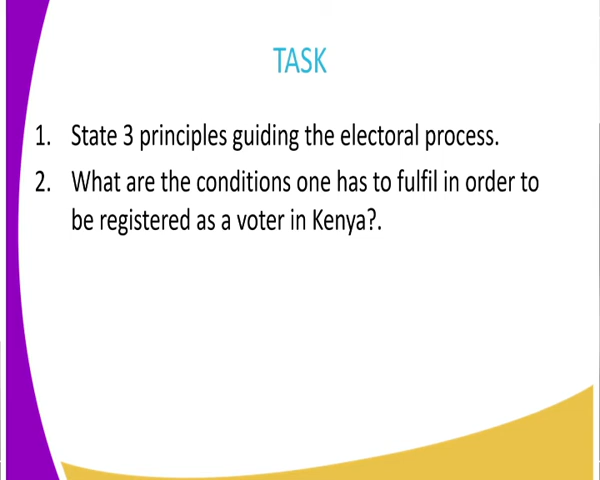 TASK
1. State 3 principles guiding the electoral process.
2. What are the conditions one has to fulfil in order to
be registered as a voter in Kenya?.